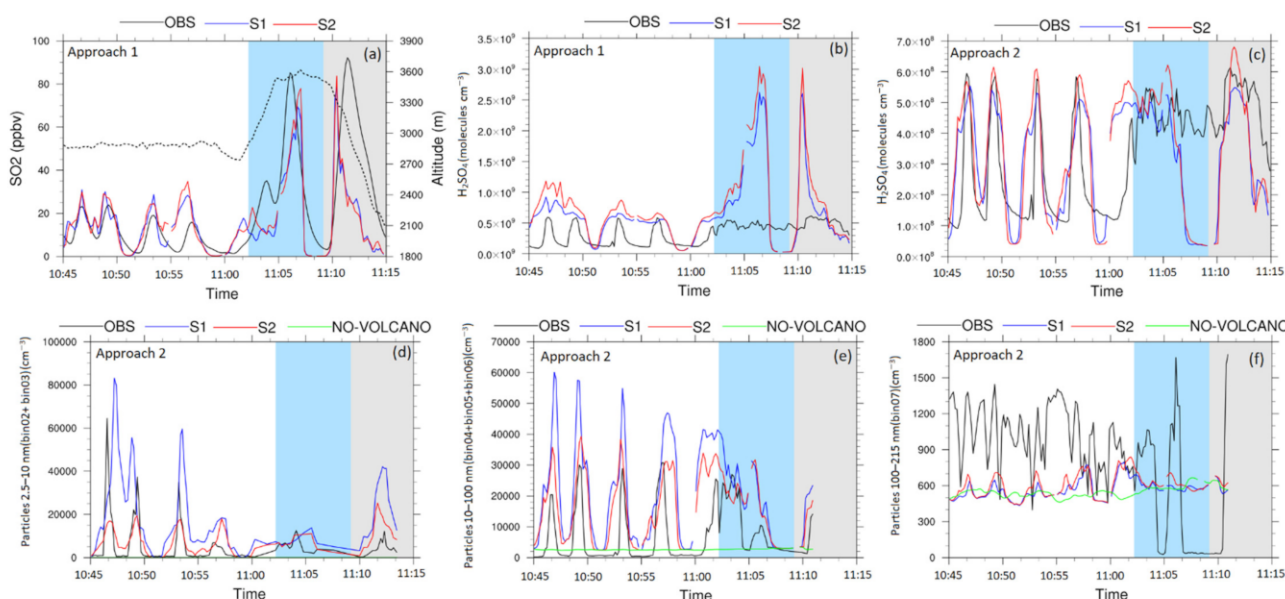 OBS S1 S2
Approach 1
(a)
SO2 (ppbv)
100
80
60
40
20
0
Altitude (m)
3900
3600
3300
3000
2700
2400
2100
1800
10:45 10:50 10:55 11:00 11:05 11:10 11:15
Time
OBS S1 S2
Approach 1
(b)
H₂SO₄(molecules cm⁻³)
3.5×10⁹
3.0×10⁹
2.5×10⁹
2.0×10⁹
1.5×10⁹
1.0×10⁹
5.0×10⁸
0.0×10⁰
10:45 10:50 10:55 11:00 11:05 11:10 11:15
Time
OBS S1 S2
Approach 2
(c)
H₂SO₄(molecules cm⁻³)
7.0×10⁸
6.0×10⁸
5.0×10⁸
4.0×10⁸
3.0×10⁸
2.0×10⁸
1.0×10⁸
0.0×10⁰
10:45 10:50 10:55 11:00 11:05 11:10 11:15
Time
OBS S1 S2 NO-VOLCANO
Approach 2
(d)
Particles 2.5–10 nm(bin02+ bin03)(cm⁻³)
100000
80000
60000
40000
20000
0
10:45 10:50 10:55 11:00 11:05 11:10 11:15
Time
OBS S1 S2 NO-VOLCANO
Approach 2
(e)
Particles 10–100 nm(bin04+bin05+bin06)(cm⁻³)
70000
60000
50000
40000
30000
20000
10000
0
10:45 10:50 10:55 11:00 11:05 11:10 11:15
Time
OBS S1 S2 NO-VOLCANO
Approach 2
(f)
Particles 100–215 nm(bin07)(cm⁻³)
1800
1500
1200
900
600
300
0
10:45 10:50 10:55 11:00 11:05 11:10 11:15
Time